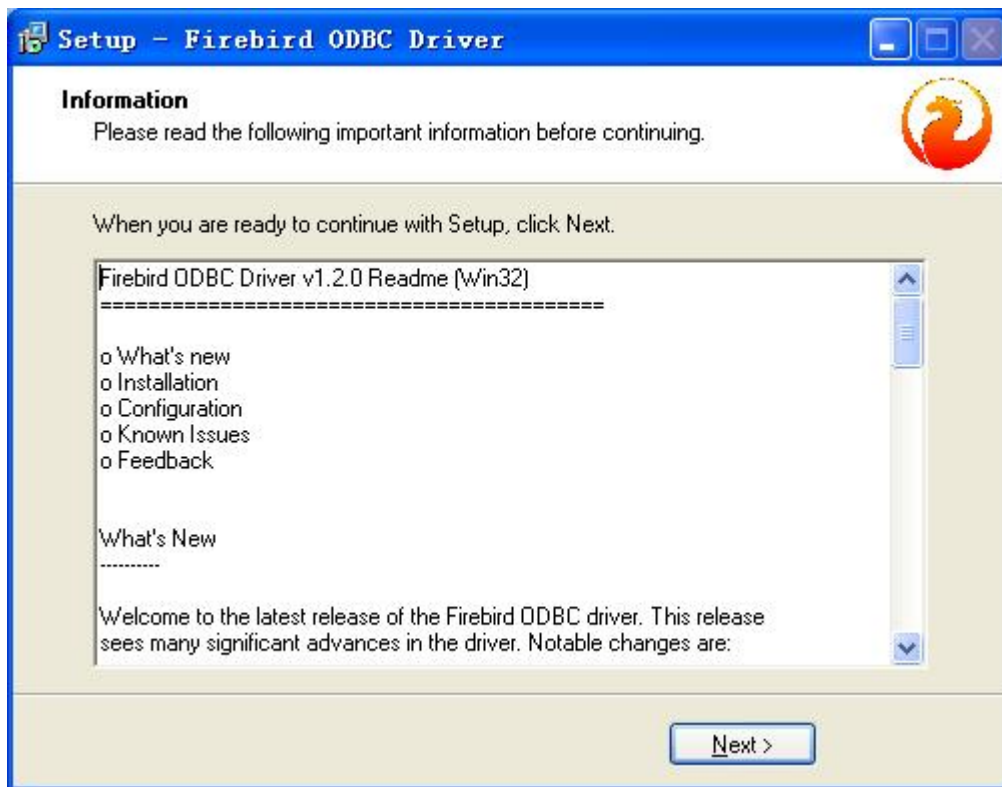 Setup - Firebird ODBC Driver
Information
Please read the following important information before continuing.
When you are ready to continue with Setup, click Next.
Firebird ODBC Driver v1.2.0 Readme (Win32)
==========================================
o What's new
o Installation
o Configuration
o Known Issues
o Feedback
What's New
----------
Welcome to the latest release of the Firebird ODBC driver. This release
sees many significant advances in the driver. Notable changes are:
Next >